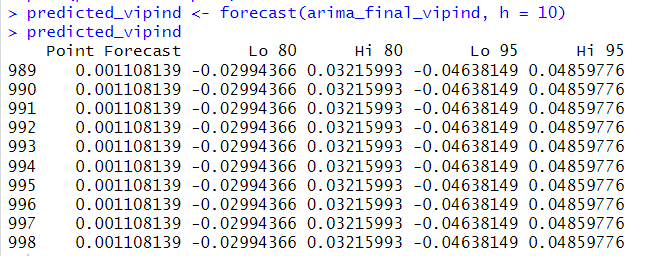 > predicted_vipind <- forecast(arima_final_vipind, h = 10)
> predicted_vipind
    Point Forecast       Lo 80      Hi 80       Lo 95      Hi 95
989    0.001108139 -0.02994366 0.03215993 -0.04638149 0.04859776
990    0.001108139 -0.02994366 0.03215993 -0.04638149 0.04859776
991    0.001108139 -0.02994366 0.03215993 -0.04638149 0.04859776
992    0.001108139 -0.02994366 0.03215993 -0.04638149 0.04859776
993    0.001108139 -0.02994366 0.03215993 -0.04638149 0.04859776
994    0.001108139 -0.02994366 0.03215993 -0.04638149 0.04859776
995    0.001108139 -0.02994366 0.03215993 -0.04638149 0.04859776
996    0.001108139 -0.02994366 0.03215993 -0.04638149 0.04859776
997    0.001108139 -0.02994366 0.03215993 -0.04638149 0.04859776
998    0.001108139 -0.02994366 0.03215993 -0.04638149 0.04859776